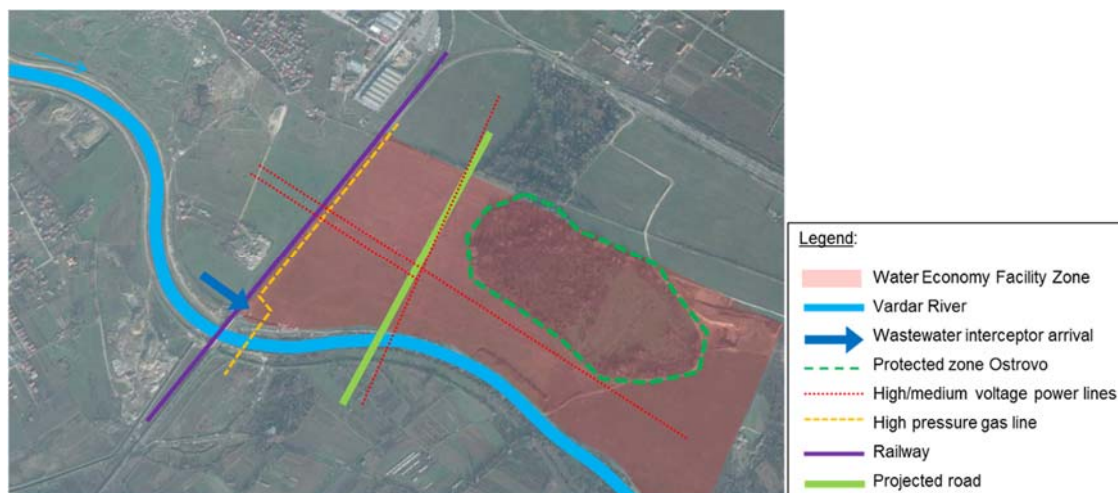 Legend:
Water Economy Facility Zone
Vardar River
Wastewater interceptor arrival
Protected zone Ostrovo
High/medium voltage power lines
High pressure gas line
Railway
Projected road